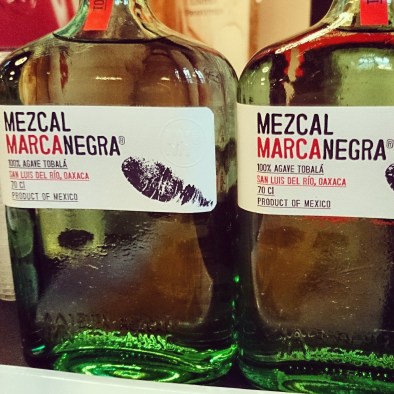 MEZCAL
MARCANEGRA®
100% AGAVE TOBALÁ
SAN LUIS DEL RÍO, OAXACA
70 Cl
PRODUCT OF MEXICO
MEZCAL
MARCANEGRA®
100% AGAVE TOBALÁ
SAN LUIS DEL RÍO, OAXACA
70 Cl
PRODUCT OF MEXICO